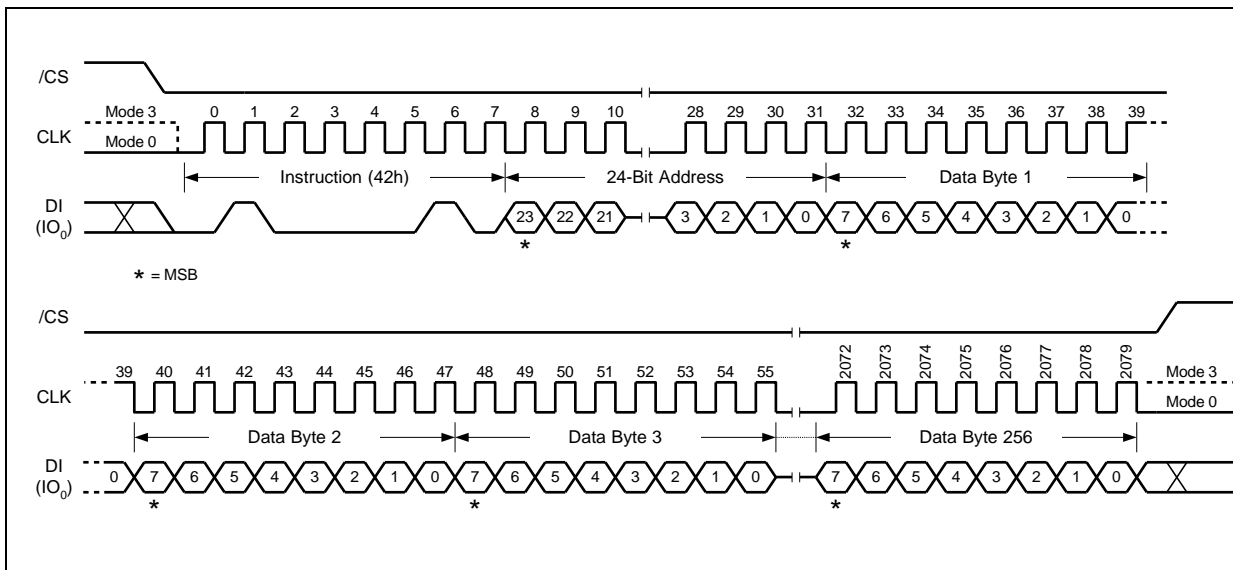 /CS
Mode 3 0 1 2 3 4 5 6 7 8 9 10 28 29 30 31 32 33 34 35 36 37 38 39
CLK
Mode 0
Instruction (42h) 24-Bit Address Data Byte 1
DI
(IO0) 23 22 21 3 2 1 0 7 6 5 4 3 2 1 0
* *
* = MSB
/CS
39 40 41 42 43 44 45 46 47 48 49 50 51 52 53 54 55 2072 2073 2074 2075 2076 2077 2078 2079 Mode 3
CLK
Mode 0
Data Byte 2 Data Byte 3 Data Byte 256
DI
(IO0) 0 7 6 5 4 3 2 1 0 7 6 5 4 3 2 1 0 7 6 5 4 3 2 1 0
* * *